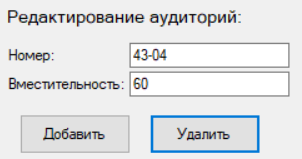 Редактирование аудиторий:
Номер: 43-04
Вместительность: 60
Добавить Удалить